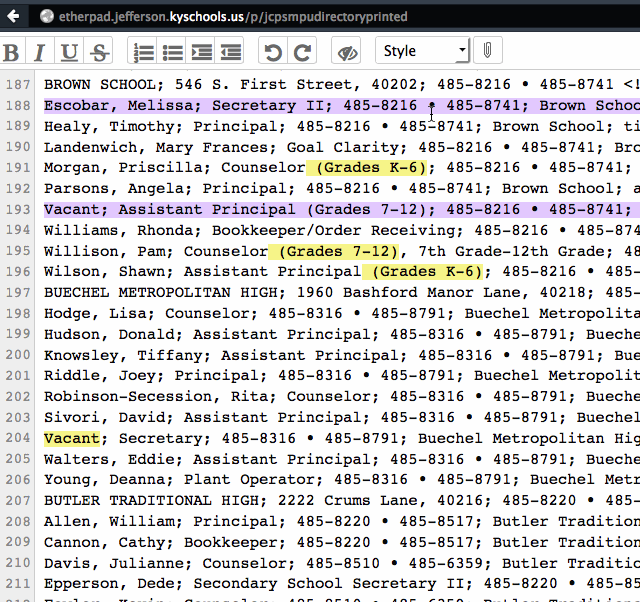 etherpad.jefferson.kyschools.us/p/jcpsmpudirectoryprinted
B I U S Style
187 BROWN SCHOOL; 546 S. First Street, 40202; 485-8216 • 485-8741 <!
188 Escobar, Melissa; Secretary II; 485-8216 • 485-8741; Brown Schoo
189 Healy, Timothy; Principal; 485-8216 • 485-8741; Brown School; ti
190 Landenwich, Mary Frances; Goal Clarity; 485-8216 • 485-8741; Bro
191 Morgan, Priscilla; Counselor (Grades K-6); 485-8216 • 485-8741;
192 Parsons, Angela; Principal; 485-8216 • 485-8741; Brown School; a
193 Vacant; Assistant Principal (Grades 7-12); 485-8216 • 485-8741;
194 Williams, Rhonda; Bookkeeper/Order Receiving; 485-8216 • 485-874
195 Willison, Pam; Counselor (Grades 7-12), 7th Grade-12th Grade; 48
196 Wilson, Shawn; Assistant Principal (Grades K-6); 485-8216 • 485-
197 BUECHEL METROPOLITAN HIGH; 1960 Bashford Manor Lane, 40218; 485-
198 Hodge, Lisa; Counselor; 485-8316 • 485-8791; Buechel Metropolita
199 Hudson, Donald; Assistant Principal; 485-8316 • 485-8791; Bueche
200 Knowsley, Tiffany; Assistant Principal; 485-8316 • 485-8791; Bue
201 Riddle, Joey; Principal; 485-8316 • 485-8791; Buechel Metropolit
202 Robinson-Secession, Rita; Counselor; 485-8316 • 485-8791; Bueche
203 Sivori, David; Assistant Principal; 485-8316 • 485-8791; Buechel
204 Vacant; Secretary; 485-8316 • 485-8791; Buechel Metropolitan Hig
205 Walters, Eddie; Assistant Principal; 485-8316 • 485-8791; Bueche
206 Young, Deanna; Plant Operator; 485-8316 • 485-8791; Buechel Metr
207 BUTLER TRADITIONAL HIGH; 2222 Crums Lane, 40216; 485-8220 • 485-
208 Allen, William; Principal; 485-8220 • 485-8517; Butler Tradition
209 Cannon, Cathy; Bookkeeper; 485-8220 • 485-8517; Butler Tradition
210 Davis, Julianne; Counselor; 485-8510 • 485-6359; Butler Traditio
211 Epperson, Dede; Secondary School Secretary II; 485-8220 • 485-85